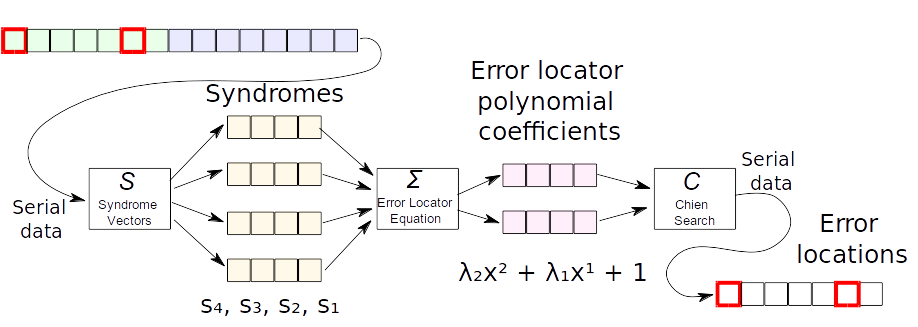 Syndromes
Error locator
polynomial
coefficients
S
Syndrome
Vectors
Σ
Error Locator
Equation
C
Chien
Search
Serial
data
Serial
data
Error
locations
λ₂x² + λ₁x¹ + 1
s₄, s₃, s₂, s₁